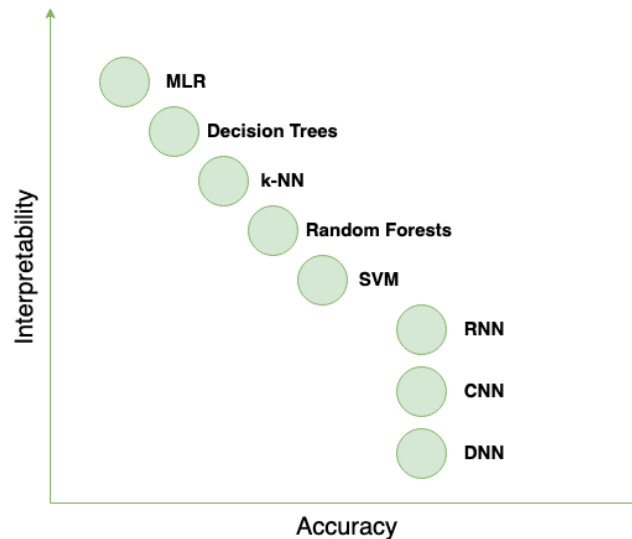 MLR
Decision Trees
k-NN
Random Forests
SVM
RNN
CNN
DNN
Interpretability
Accuracy